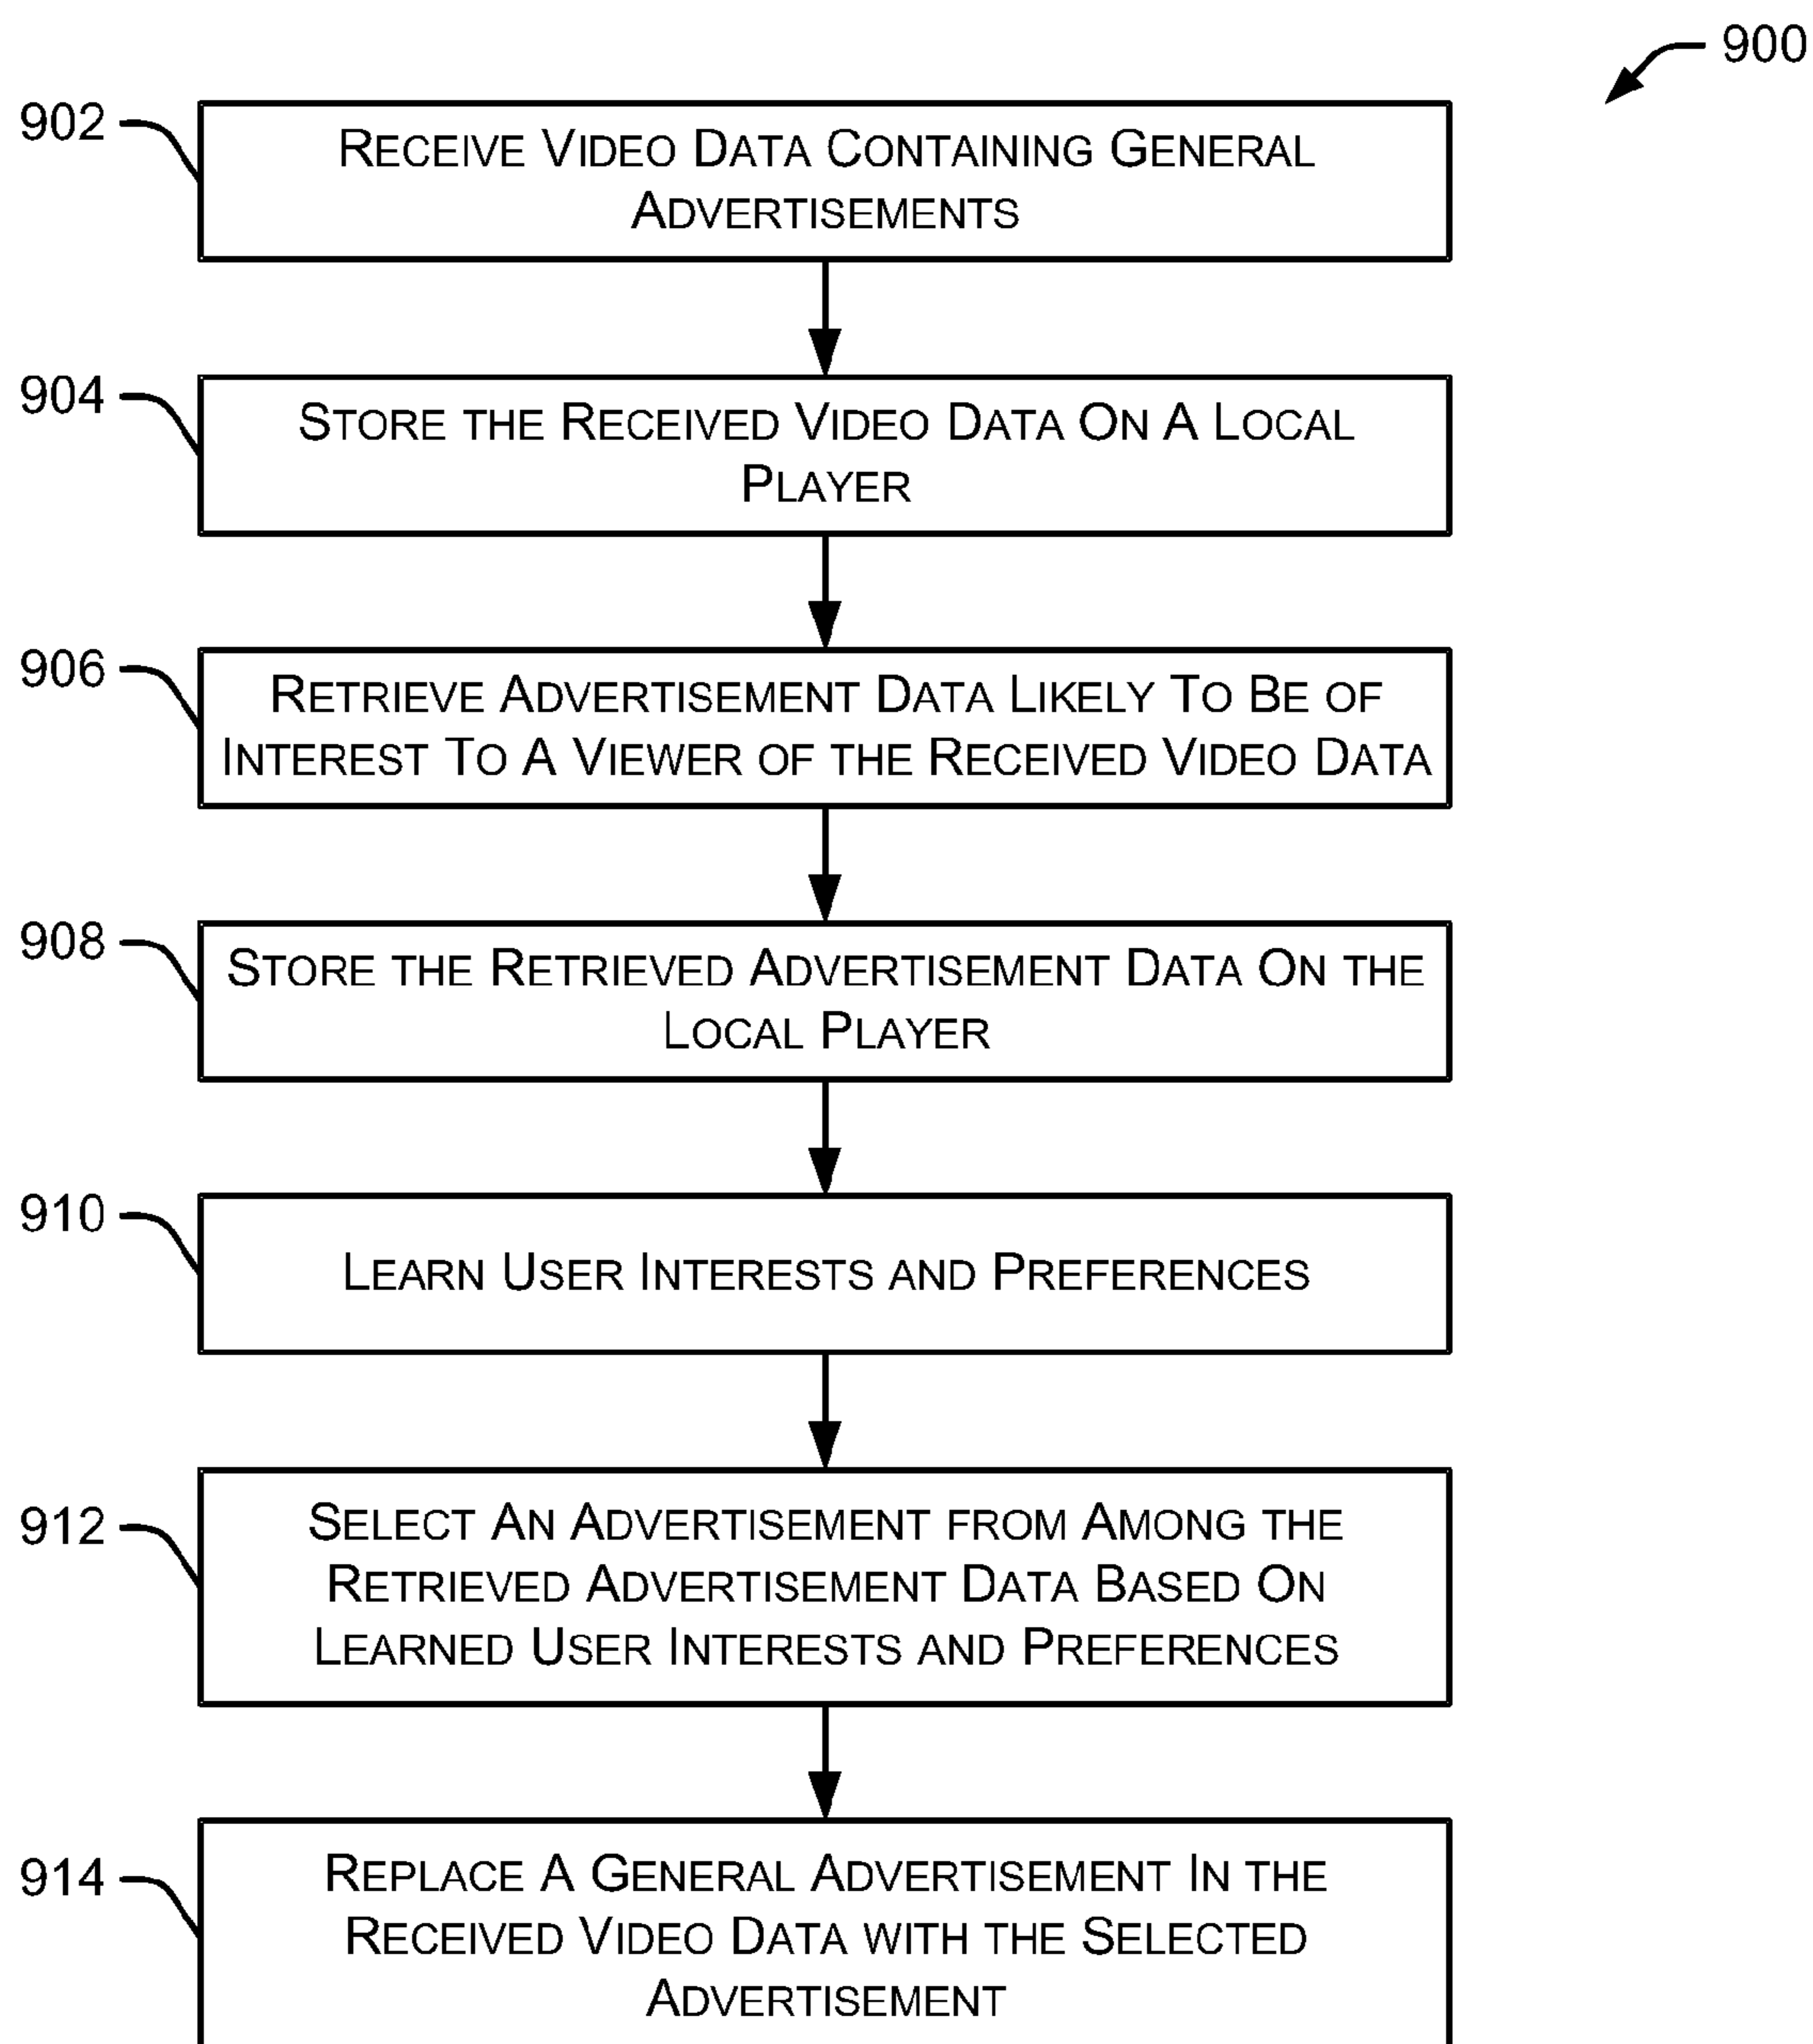 900
902
RECEIVE VIDEO DATA CONTAINING GENERAL
ADVERTISEMENTS
904
STORE THE RECEIVED VIDEO DATA ON A LOCAL
PLAYER
906
RETRIEVE ADVERTISEMENT DATA LIKELY TO BE OF
INTEREST TO A VIEWER OF THE RECEIVED VIDEO DATA
908
STORE THE RETRIEVED ADVERTISEMENT DATA ON THE
LOCAL PLAYER
910
LEARN USER INTERESTS AND PREFERENCES
912
SELECT AN ADVERTISEMENT FROM AMONG THE
RETRIEVED ADVERTISEMENT DATA BASED ON
LEARNED USER INTERESTS AND PREFERENCES
914
REPLACE A GENERAL ADVERTISEMENT IN THE
RECEIVED VIDEO DATA WITH THE SELECTED
ADVERTISEMENT